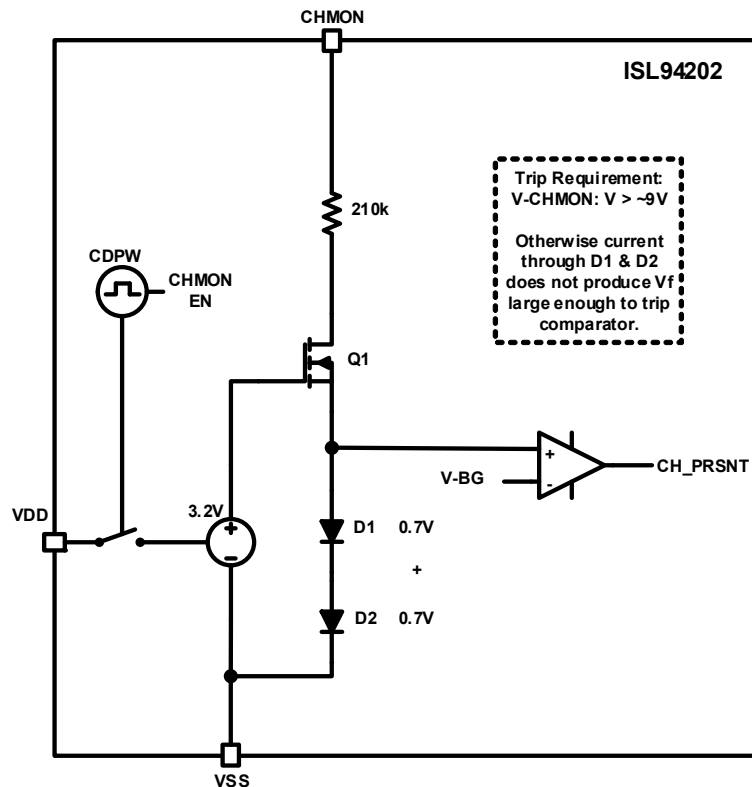 CHMON
ISL94202
Trip Requirement:
V-CHMON: V > ~9V
Otherwise current
through D1 & D2
does not produce Vf
large enough to trip
comparator.
210k
CDPW
CHMON
EN
Q1
+
-
V-BG
CH_PRSNT
VDD
3.2V
+
-
D1 0.7V
+
D2 0.7V
VSS